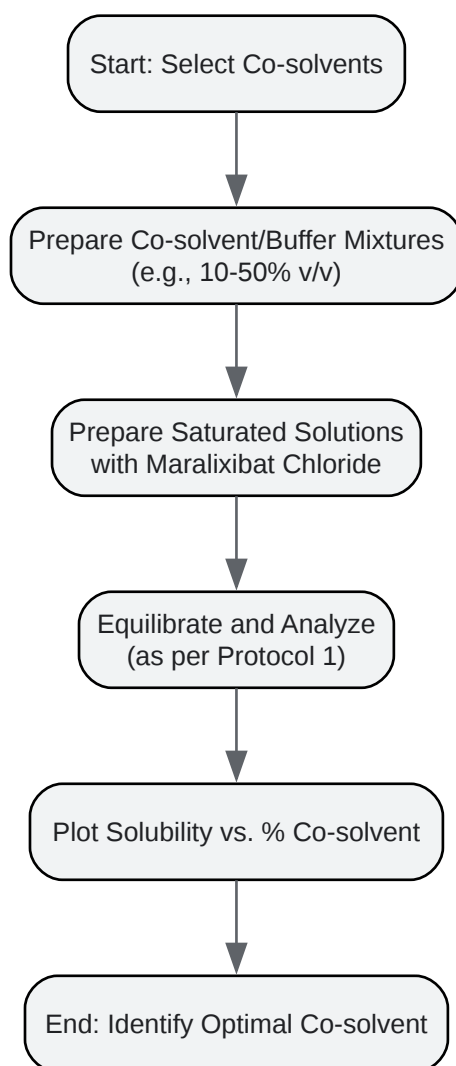 Start: Select Co-solvents
Prepare Co-solvent/Buffer Mixtures
(e.g., 10-50% v/v)
Prepare Saturated Solutions
with Maralixibat Chloride
Equilibrate and Analyze
(as per Protocol 1)
Plot Solubility vs. % Co-solvent
End: Identify Optimal Co-solvent